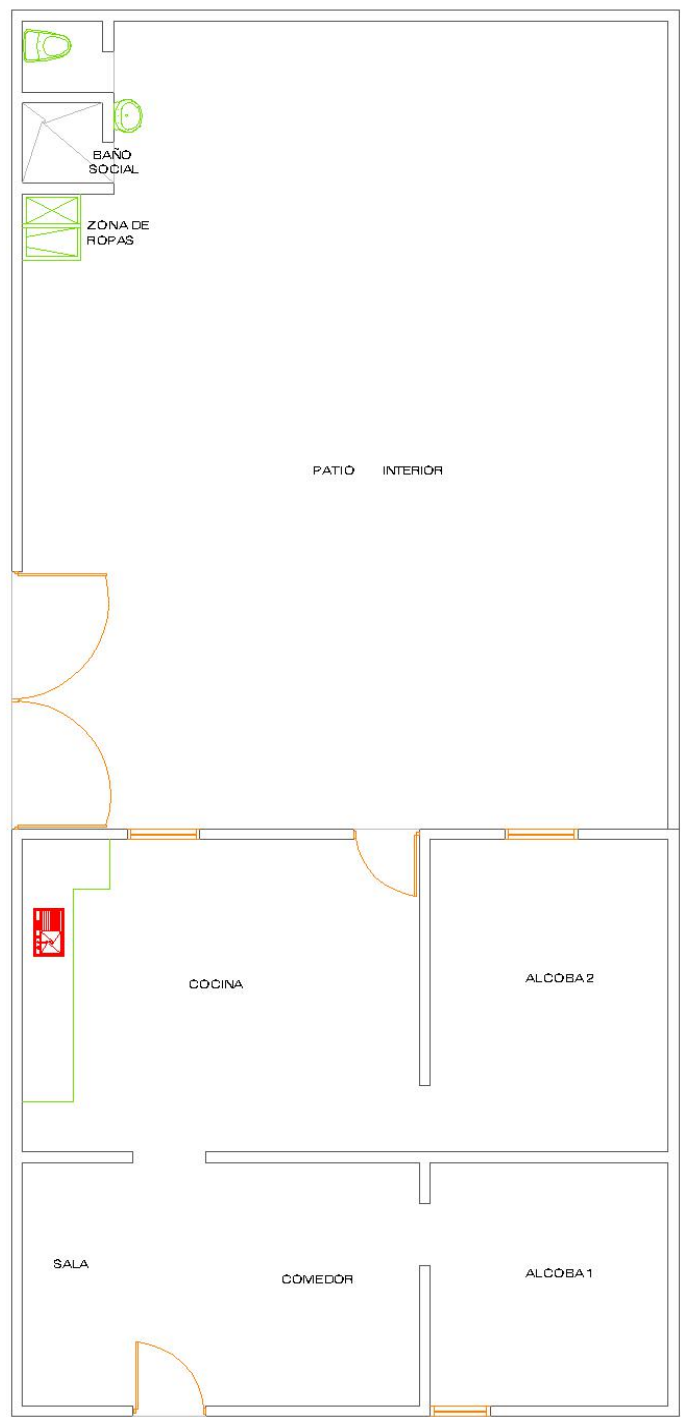 BAÑO
SOCIAL
ZONA DE
ROPAS
PATIO INTERIOR
COCINA
ALCOBA 2
SALA
COMEDOR
ALCOBA 1